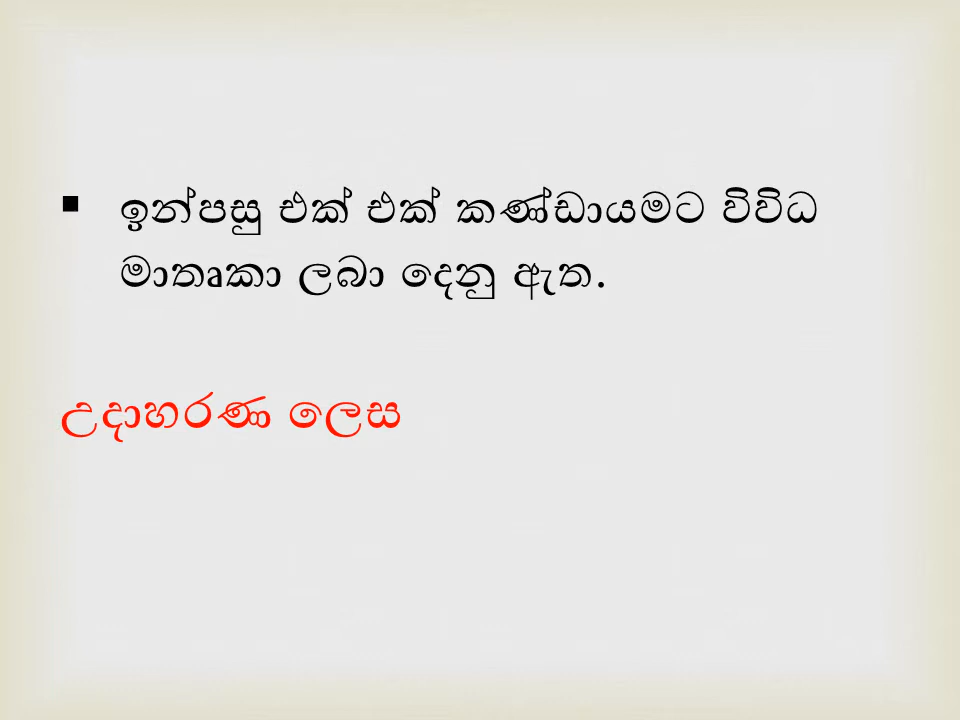 ▪ ඉන්පසු එක් එක් කණ්ඩායමට විවිධ
මාතෘකා ලබා දෙනු ඇත.
උදාහරණ ලෙස